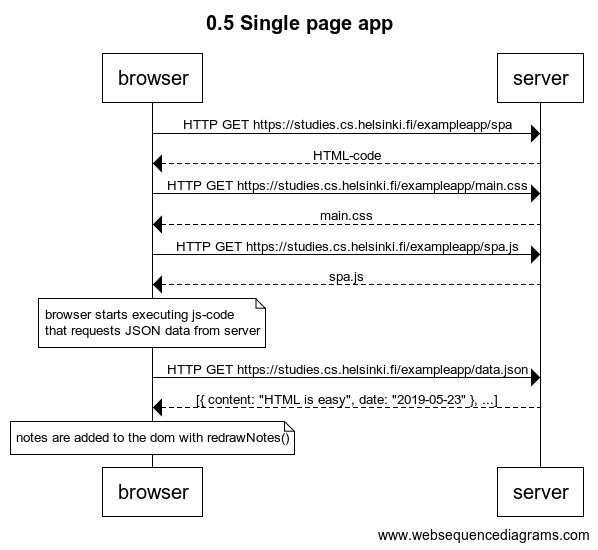 0.5 Single page app
browser
server
HTTP GET https://studies.cs.helsinki.fi/exampleapp/spa
HTML-code
HTTP GET https://studies.cs.helsinki.fi/exampleapp/main.css
main.css
HTTP GET https://studies.cs.helsinki.fi/exampleapp/spa.js
spa.js
browser starts executing js-code
that requests JSON data from server
HTTP GET https://studies.cs.helsinki.fi/exampleapp/data.json
[{ content: "HTML is easy", date: "2019-05-23" }, ...]
notes are added to the dom with redrawNotes()
browser
server
www.websequencediagrams.com